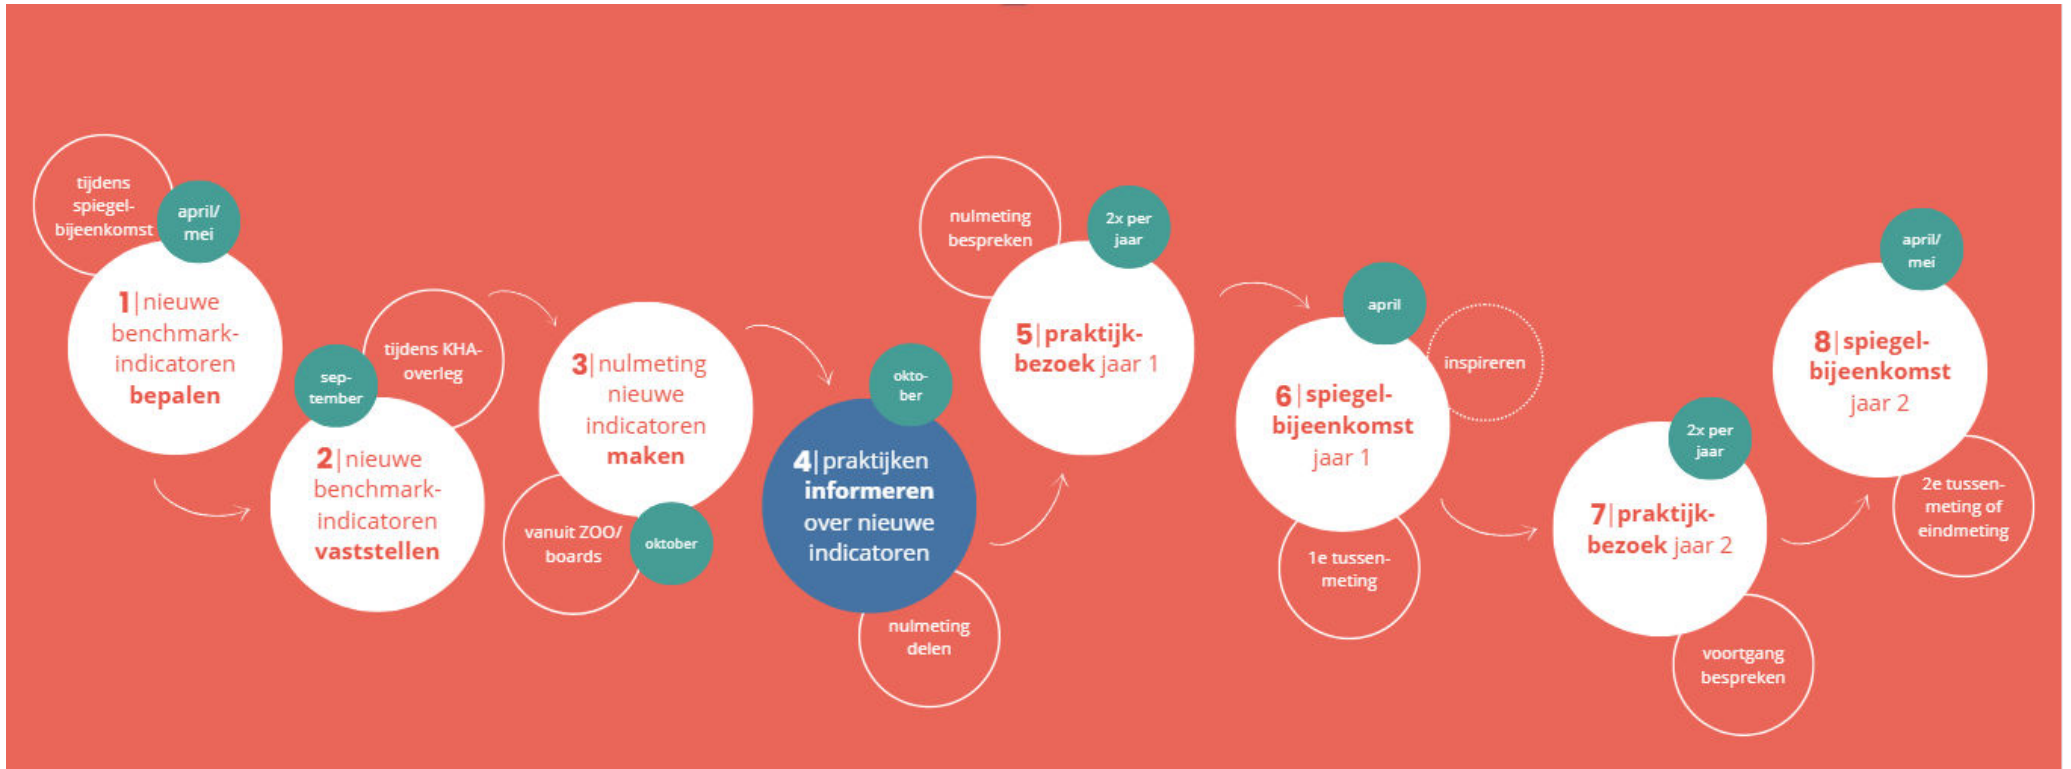 tijdens
spiegel-
bijeenkomst
april/
mei
1|nieuwe
benchmark-
indicatoren
bepalen
sep-
tember
tijdens KHA-
overleg
2|nieuwe
benchmark-
indicatoren
vaststellen
3|nulmeting
nieuwe
indicatoren
maken
vanuit ZOO/
boards
oktober
okto-
ber
4|praktijken
informeren
over nieuwe
indicatoren
nulmeting
delen
nulmeting
bespreken
2x per
jaar
5|praktijk-
bezoek jaar 1
april
inspireren
6|spiegel-
bijeenkomst
jaar 1
1e tussen-
meting
2x per
jaar
7|praktijk-
bezoek jaar 2
voortgang
bespreken
april/
mei
8|spiegel-
bijeenkomst
jaar 2
2e tussen-
meting of
eindmeting